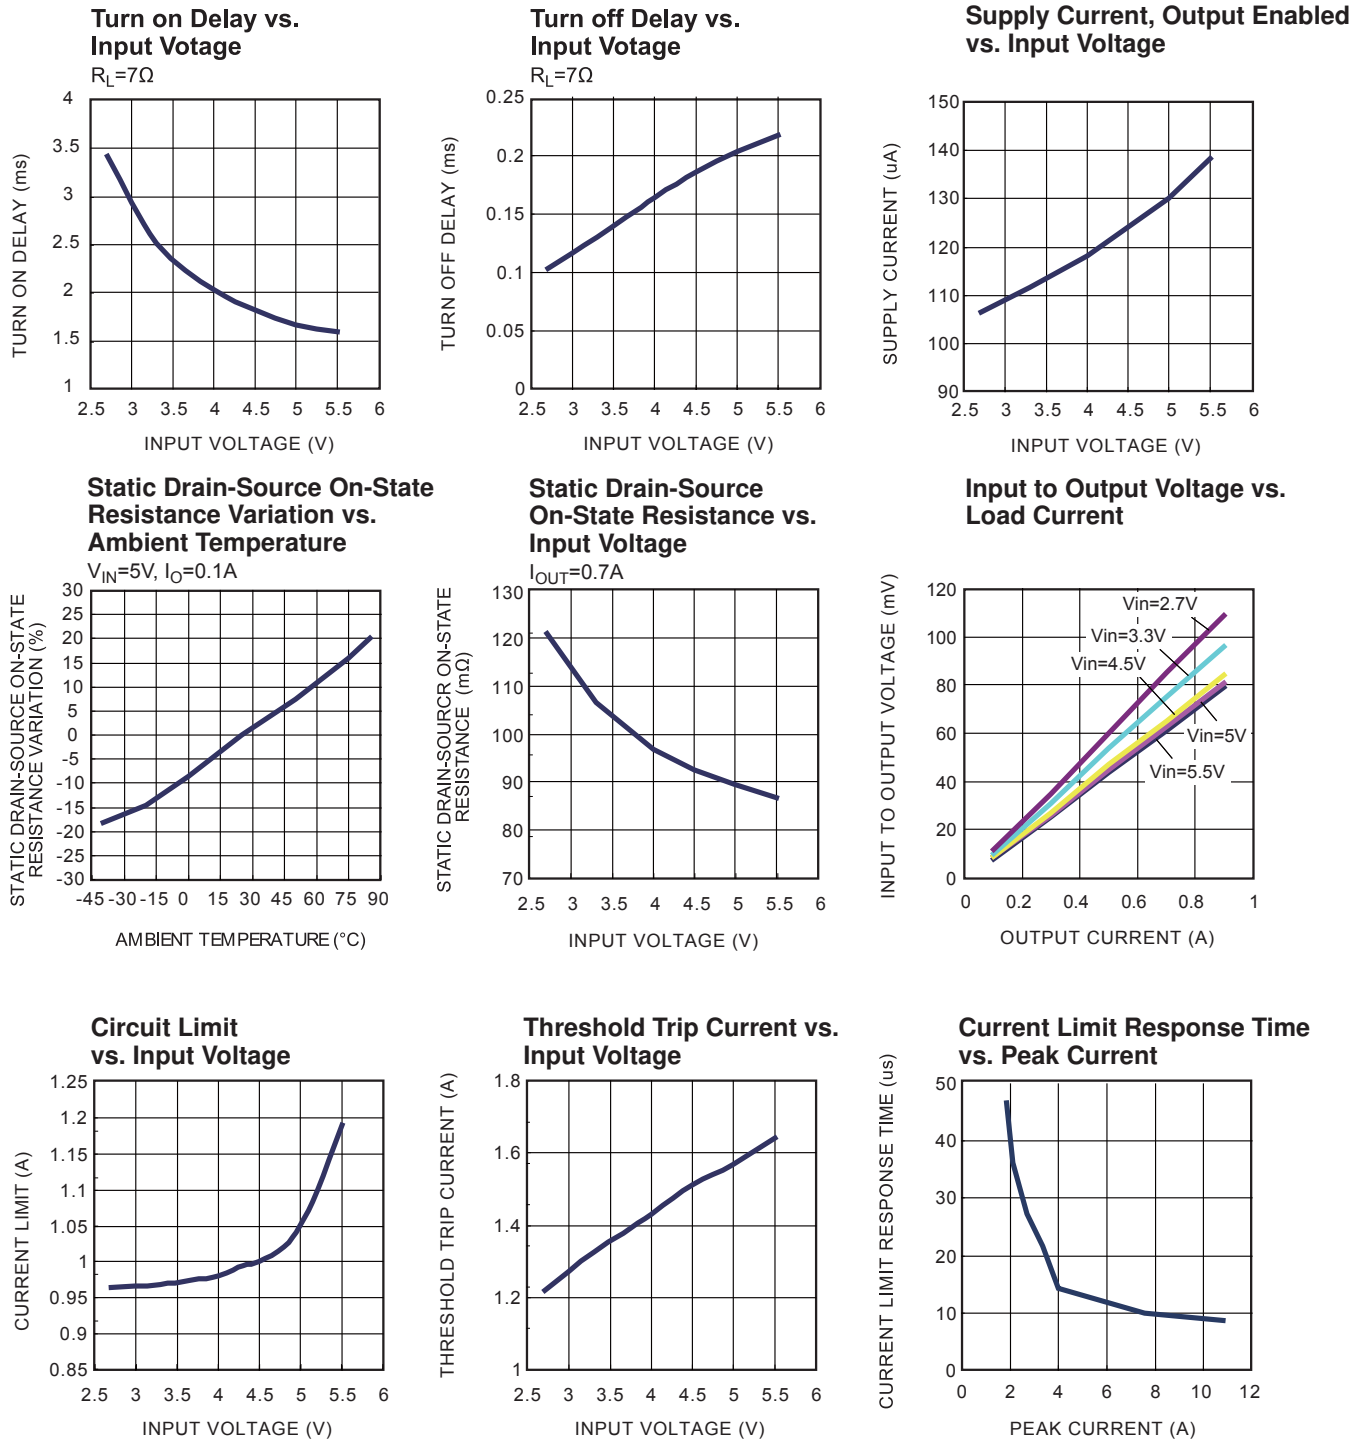 Turn on Delay vs.
Input Votage
RL=7Ω
4
3.5
3
2.5
2
1.5
1
TURN ON DELAY (ms)
2.5 3 3.5 4 4.5 5 5.5 6
INPUT VOLTAGE (V)
Turn off Delay vs.
Input Votage
RL=7Ω
0.25
0.2
0.15
0.1
0.05
0
TURN OFF DELAY (ms)
2.5 3 3.5 4 4.5 5 5.5 6
INPUT VOLTAGE (V)
Supply Current, Output Enabled
vs. Input Voltage
150
140
130
120
110
100
90
SUPPLY CURRENT (uA)
2.5 3 3.5 4 4.5 5 5.5 6
INPUT VOLTAGE (V)
Static Drain-Source On-State
Resistance Variation vs.
Ambient Temperature
VIN=5V, IO=0.1A
30
25
20
15
10
5
0
-5
-10
-15
-20
-25
-30
STATIC DRAIN-SOURCE ON-STATE
RESISTANCE VARIATION (%)
-45 -30 -15 0 15 30 45 60 75 90
AMBIENT TEMPERATURE (°C)
Static Drain-Source
On-State Resistance vs.
Input Voltage
IOUT=0.7A
130
120
110
100
90
80
70
STATIC DRAIN-SOURCR ON-STATE
RESISTANCE (mΩ)
2.5 3 3.5 4 4.5 5 5.5 6
INPUT VOLTAGE (V)
Input to Output Voltage vs.
Load Current
120
100
80
60
40
20
0
INPUT TO OUTPUT VOLTAGE (mV)
Vin=2.7V
Vin=3.3V
Vin=4.5V
Vin=5V
Vin=5.5V
0 0.2 0.4 0.6 0.8 1
OUTPUT CURRENT (A)
Circuit Limit
vs. Input Voltage
1.25
1.2
1.15
1.1
1.05
1
0.95
0.9
0.85
CURRENT LIMIT (A)
2.5 3 3.5 4 4.5 5 5.5 6
INPUT VOLTAGE (V)
Threshold Trip Current vs.
Input Voltage
1.8
1.6
1.4
1.2
1
THRESHOLD TRIP CURRENT (A)
2.5 3 3.5 4 4.5 5 5.5 6
INPUT VOLTAGE (V)
Current Limit Response Time
vs. Peak Current
50
40
30
20
10
0
CURRENT LIMIT RESPONSE TIME (us)
0 2 4 6 8 10 12
PEAK CURRENT (A)